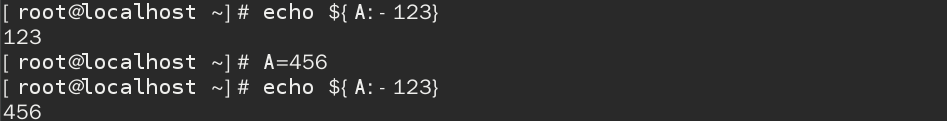 [root@localhost ~]# echo ${A:-123}
123
[root@localhost ~]# A=456
[root@localhost ~]# echo ${A:-123}
456